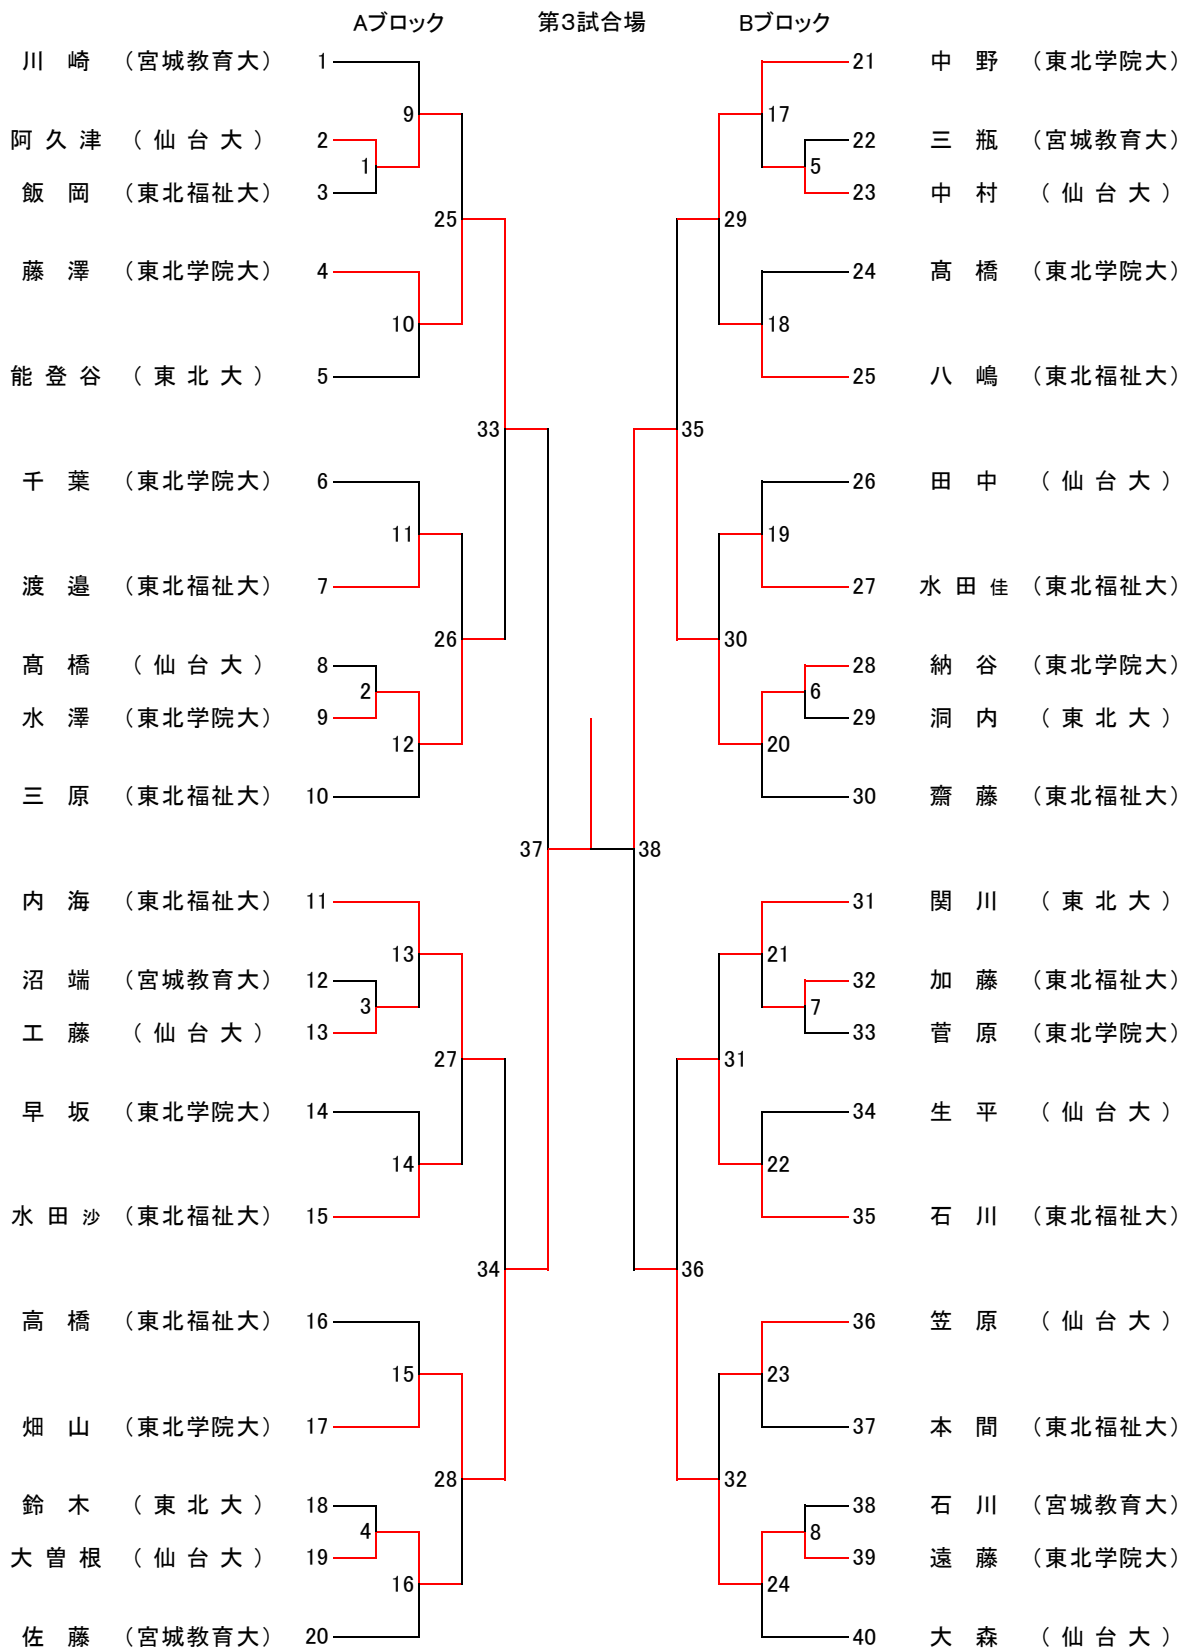 Aブロック 第3試合場 Bブロック
川崎 (宮城教育大) 1 21 中野 (東北学院大)
9 17
阿久津 (仙台大) 2 22 三瓶 (宮城教育大)
1 5
飯岡 (東北福祉大) 3 23 中村 (仙台大)
25 29
藤澤 (東北学院大) 4 24 髙橋 (東北学院大)
10 18
能登谷 (東北大) 5 25 八嶋 (東北福祉大)
33 35
千葉 (東北学院大) 6 26 田中 (仙台大)
11 19
渡邉 (東北福祉大) 7 27 水田佳 (東北福祉大)
26 30
髙橋 (仙台大) 8 28 納谷 (東北学院大)
2 6
水澤 (東北学院大) 9 29 洞内 (東北大)
12 20
三原 (東北福祉大) 10 30 齋藤 (東北福祉大)
37 38
内海 (東北福祉大) 11 31 関川 (東北大)
13 21
沼端 (宮城教育大) 12 32 加藤 (東北福祉大)
3 7
工藤 (仙台大) 13 33 菅原 (東北学院大)
27 31
早坂 (東北学院大) 14 34 生平 (仙台大)
14 22
水田沙 (東北福祉大) 15 35 石川 (東北福祉大)
34 36
高橋 (東北福祉大) 16 36 笠原 (仙台大)
15 23
畑山 (東北学院大) 17 37 本間 (東北福祉大)
28 32
鈴木 (東北大) 18 38 石川 (宮城教育大)
4 8
大曽根 (仙台大) 19 39 遠藤 (東北学院大)
16 24
佐藤 (宮城教育大) 20 40 大森 (仙台大)